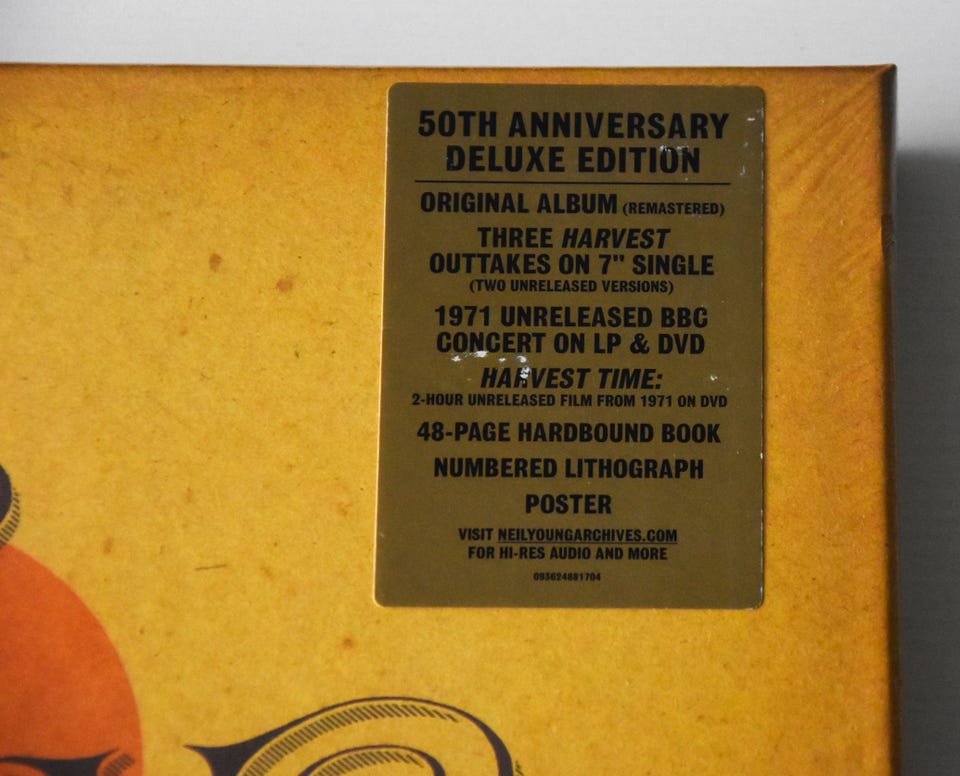 50TH ANNIVERSARY
DELUXE EDITION
ORIGINAL ALBUM (REMASTERED)
THREE HARVEST
OUTTAKES ON 7" SINGLE
(TWO UNRELEASED VERSIONS)
1971 UNRELEASED BBC
CONCERT ON LP & DVD
HARVEST TIME:
2-HOUR UNRELEASED FILM FROM 1971 ON DVD
48-PAGE HARDBOUND BOOK
NUMBERED LITHOGRAPH
POSTER
VISIT NEILYOUNGARCHIVES.COM
FOR HI-RES AUDIO AND MORE
093624881704